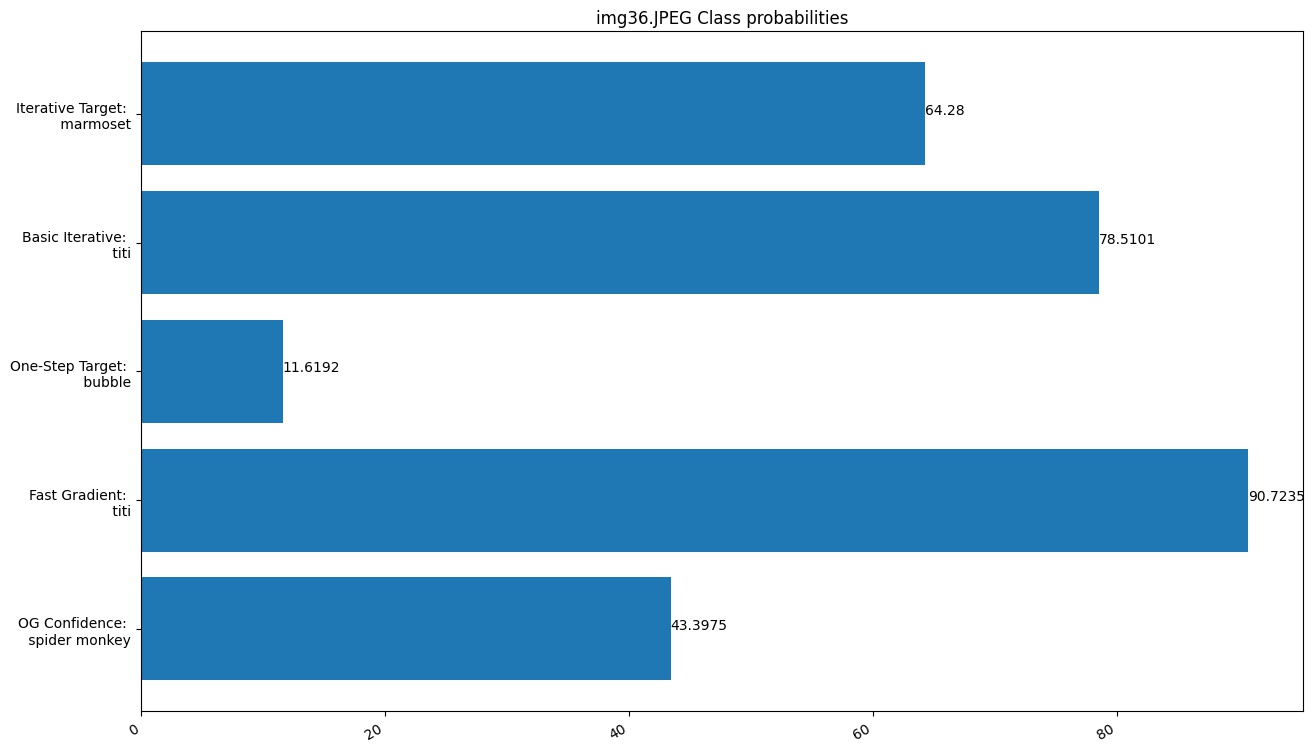 img36.JPEG Class probabilities
Iterative Target:
marmoset
64.28
Basic Iterative:
titi
78.5101
One-Step Target:
bubble
11.6192
Fast Gradient:
titi
90.7235
OG Confidence:
spider monkey
43.3975
0
20
40
60
80